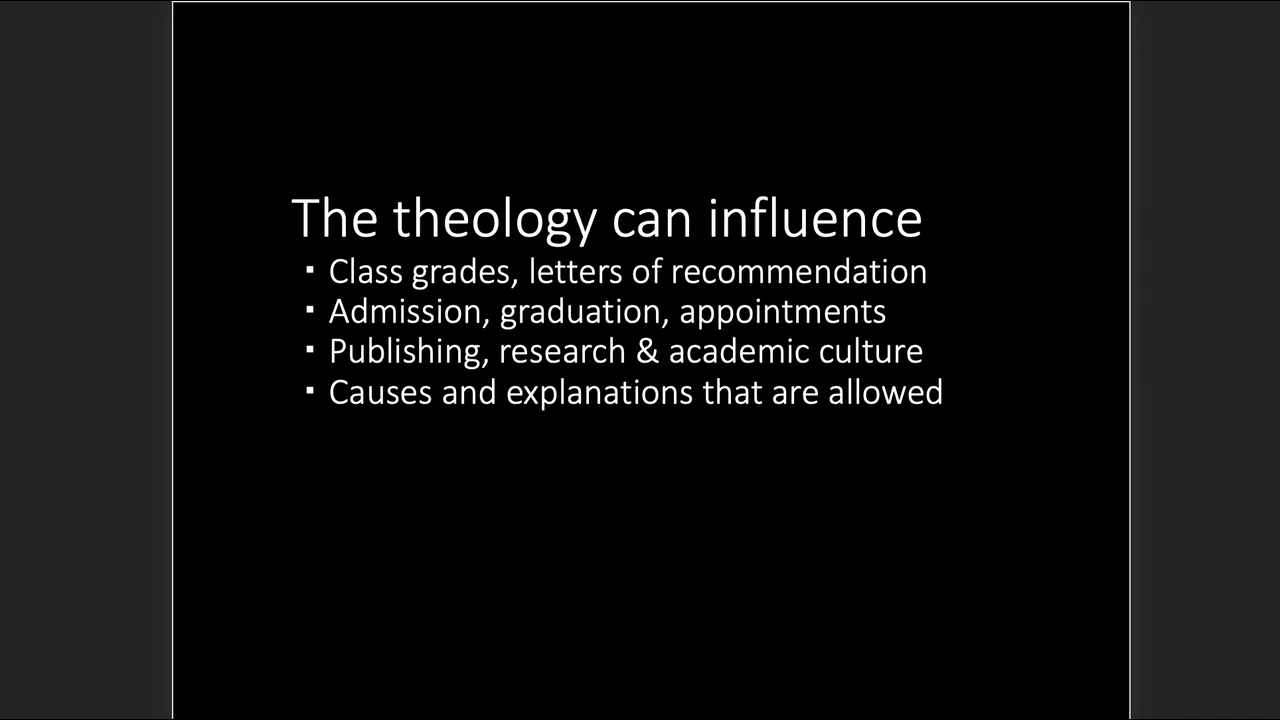 The theology can influence
▪ Class grades, letters of recommendation
▪ Admission, graduation, appointments
▪ Publishing, research & academic culture
▪ Causes and explanations that are allowed